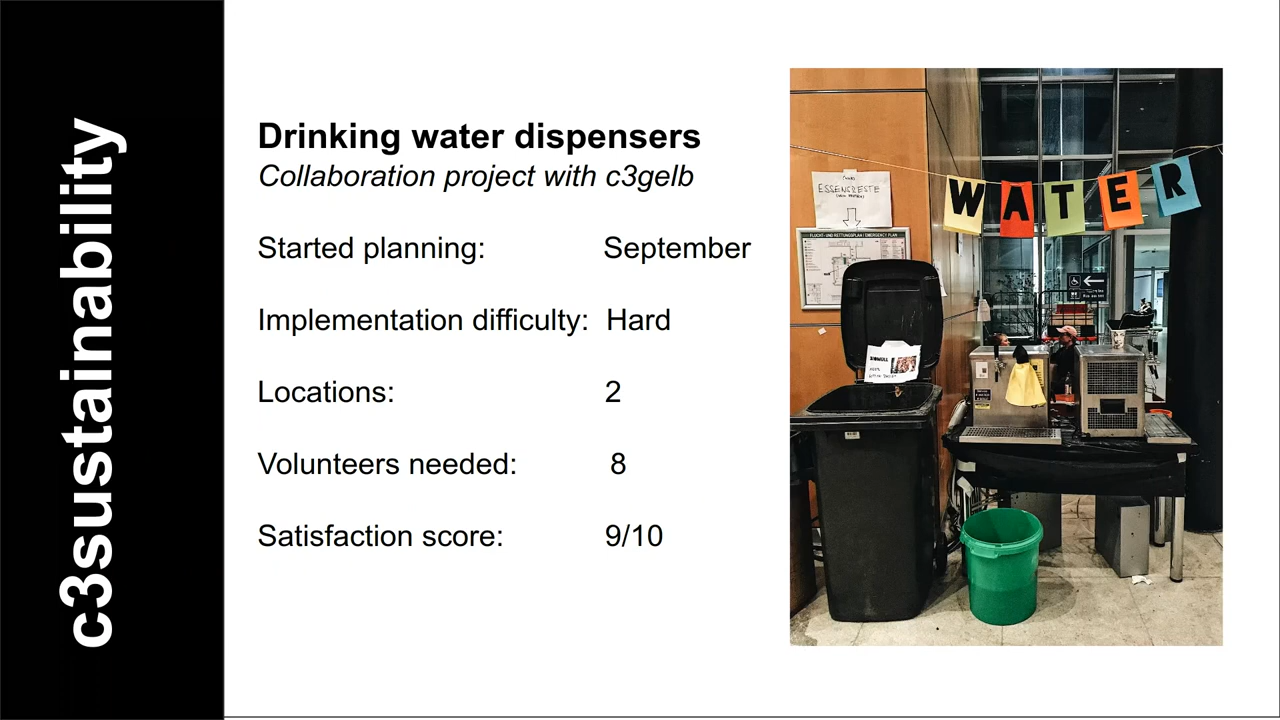 c3sustainability
Drinking water dispensers
Collaboration project with c3gelb
Started planning: September
Implementation difficulty: Hard
Locations: 2
Volunteers needed: 8
Satisfaction score: 9/10
ESSENSRESTE
WATER
FLUCHT- UND RETTUNGSPLAN / EMERGENCY PLAN
BIOMÜLL